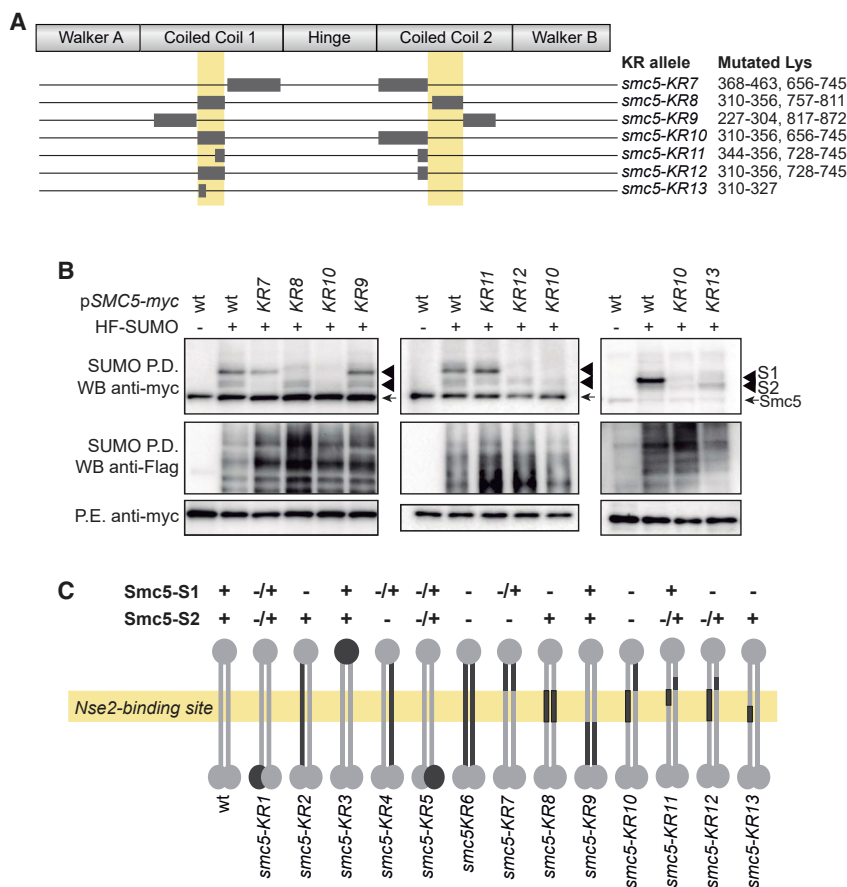 A
Walker A Coiled Coil 1 Hinge Coiled Coil 2 Walker B
KR allele Mutated Lys
smc5-KR7 368-463, 656-745
smc5-KR8 310-356, 757-811
smc5-KR9 227-304, 817-872
smc5-KR10 310-356, 656-745
smc5-KR11 344-356, 728-745
smc5-KR12 310-356, 728-745
smc5-KR13 310-327
B
pSMC5-myc wt wt KR7 KR8 KR10 KR9 wt wt KR11 KR12 KR10 wt wt KR10 KR13
HF-SUMO - + + + + + - + + + + - + + +
SUMO P.D.
WB anti-myc
S1
S2
Smc5
SUMO P.D.
WB anti-Flag
P.E. anti-myc
C
Smc5-S1 + -/+ - + -/+ -/+ - -/+ - + - + - -
Smc5-S2 + -/+ + + - -/+ - - + - - -/+ -/+ +
Nse2-binding site
wt smc5-KR1 smc5-KR2 smc5-KR3 smc5-KR4 smc5-KR5 smc5KR6 smc5-KR7 smc5-KR8 smc5-KR9 smc5-KR10 smc5-KR11 smc5-KR12 smc5-KR13